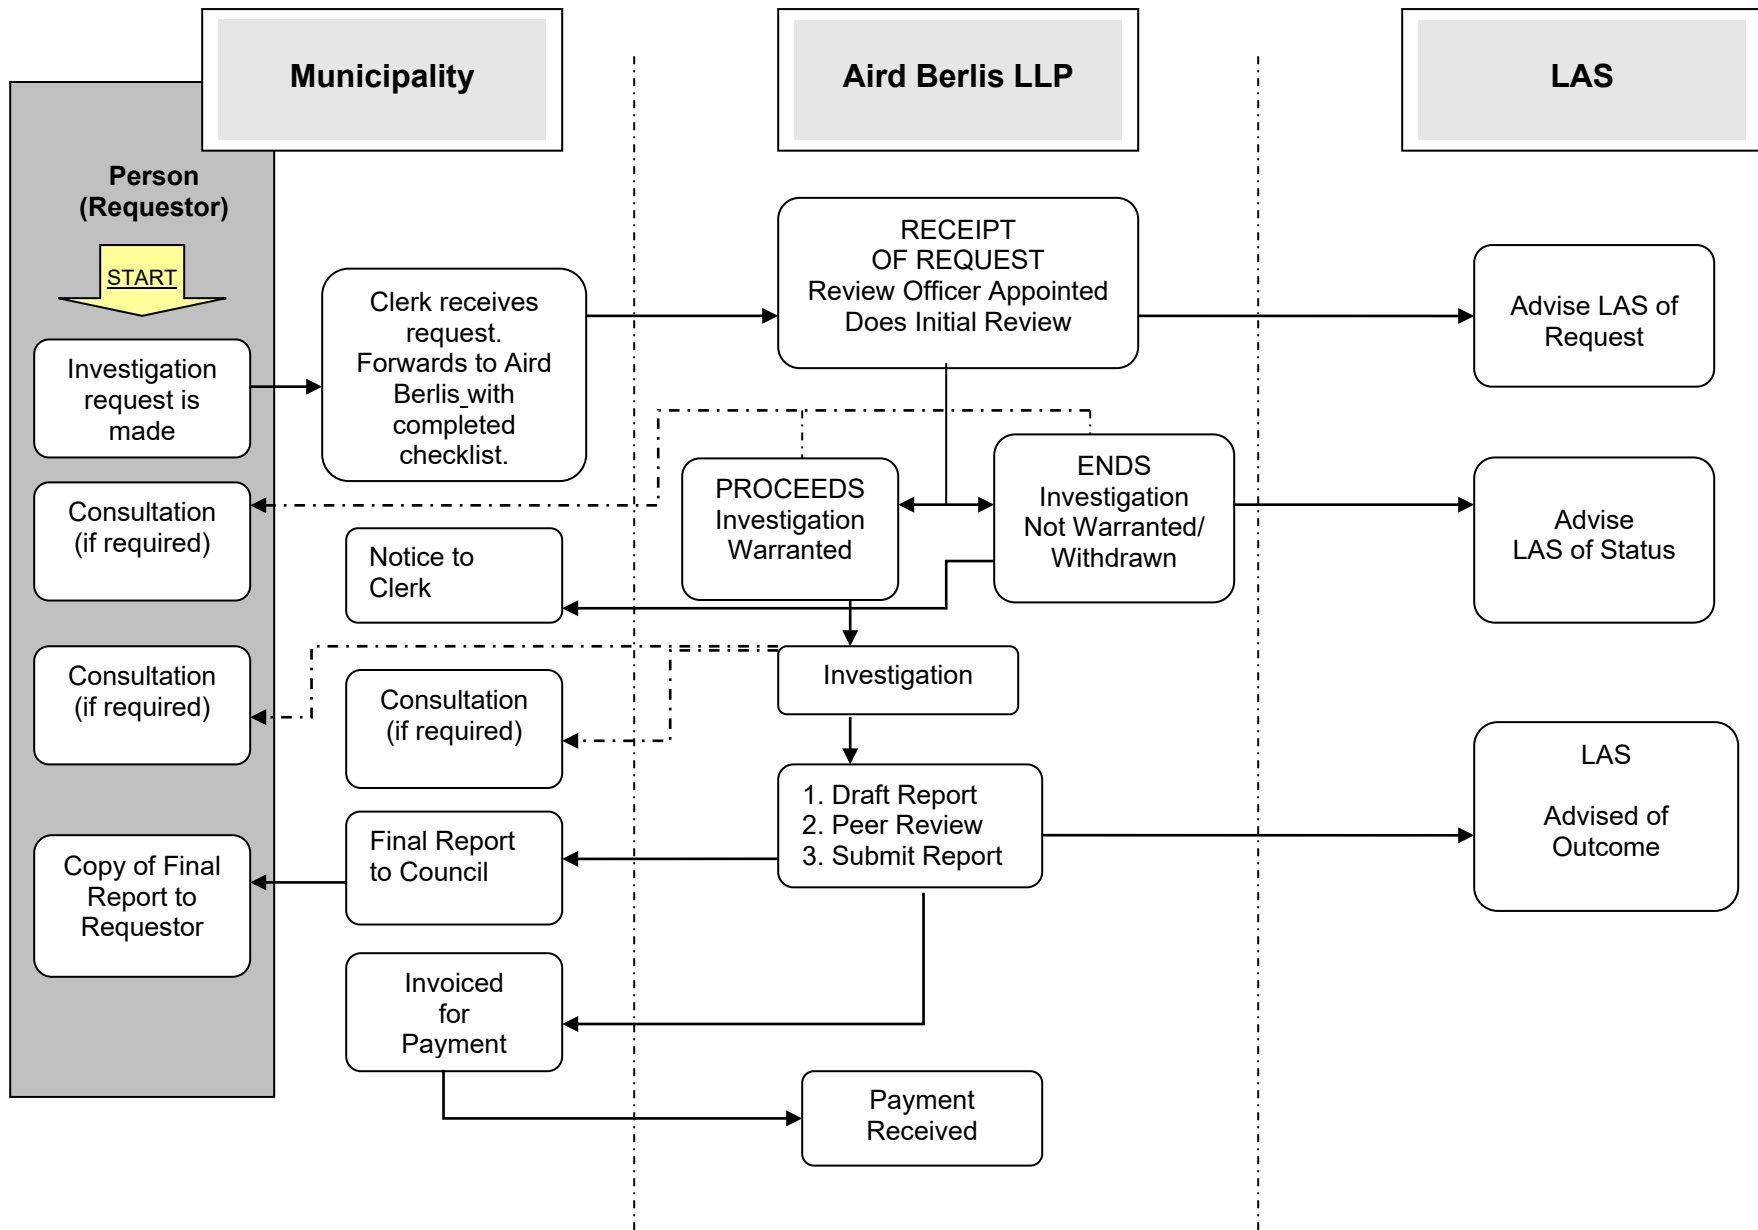 Municipality
Aird Berlis LLP
LAS
Person
(Requestor)
START
Investigation
request is
made
Clerk receives
request.
Forwards to Aird
Berlis with
completed
checklist.
RECEIPT
OF REQUEST
Review Officer Appointed
Does Initial Review
Advise LAS of
Request
Consultation
(if required)
Notice to
Clerk
PROCEEDS
Investigation
Warranted
ENDS
Investigation
Not Warranted/
Withdrawn
Advise
LAS of Status
Consultation
(if required)
Consultation
(if required)
Investigation
1. Draft Report
2. Peer Review
3. Submit Report
LAS
Advised of
Outcome
Copy of Final
Report to
Requestor
Final Report
to Council
Invoiced
for
Payment
Payment
Received